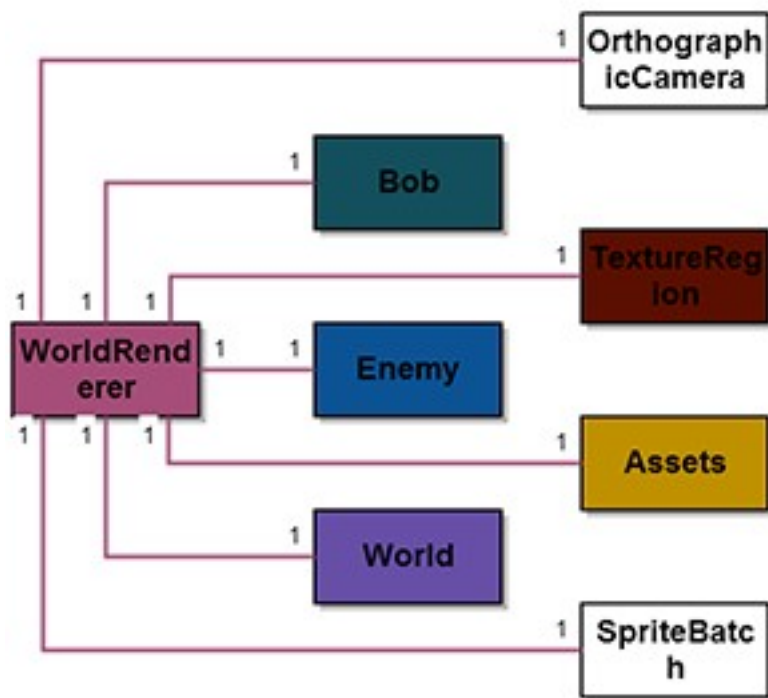 1
Orthograph
icCamera
1
Bob
1
TextureReg
ion
1
1
1
WorldRend
erer
1
1
Enemy
1
1
1
1
Assets
1
World
1
SpriteBatc
h